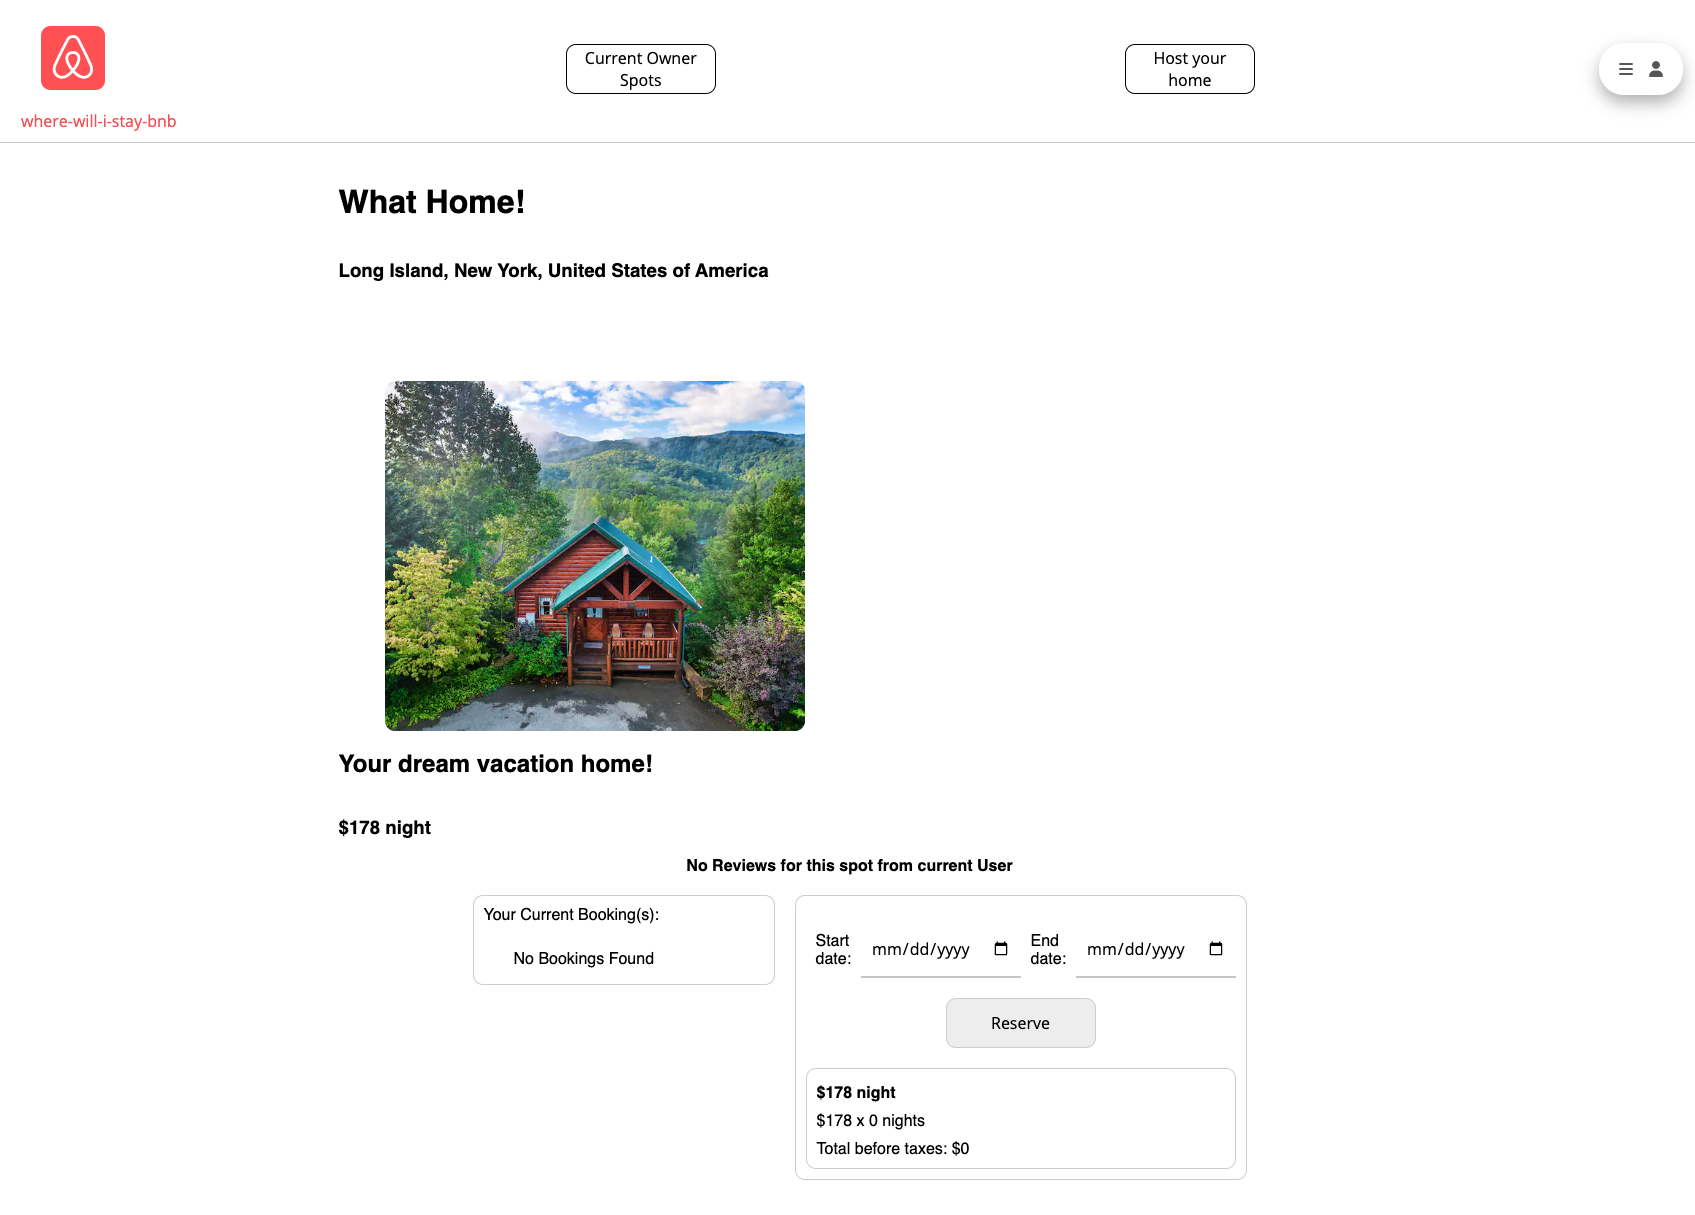 Current Owner
Spots
Host your
home
where-will-i-stay-bnb
What Home!
Long Island, New York, United States of America
Your dream vacation home!
$178 night
No Reviews for this spot from current User
Your Current Booking(s):
No Bookings Found
Start
date:
mm/dd/yyyy
End
date:
mm/dd/yyyy
Reserve
$178 night
$178 x 0 nights
Total before taxes: $0